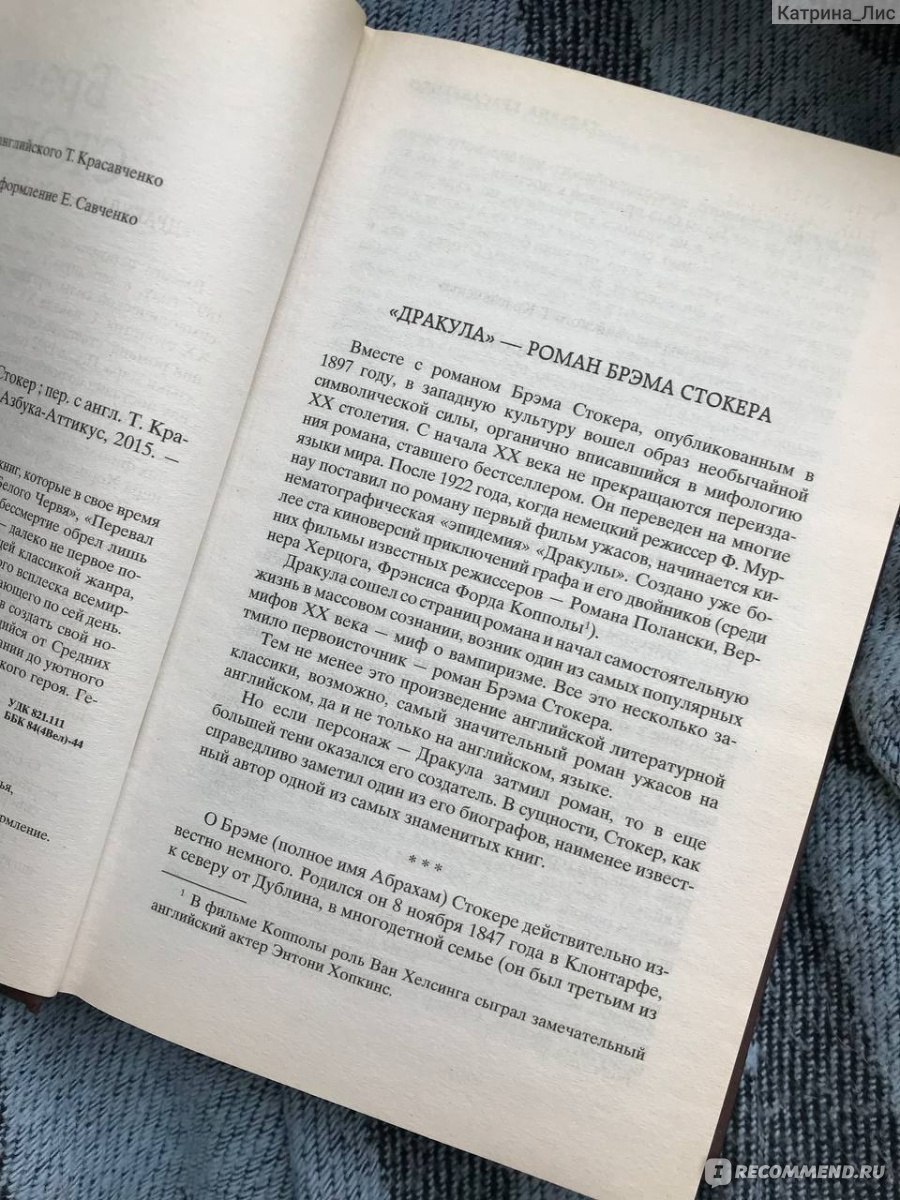 Катрина_Лис
английского Т. Красавченко
оформление Е. Савченко
Стокер ; пер. с англ. Т. Кра-
Азбука-Аттикус, 2015. —
книг, которые в свое время
Белого Червя», «Перевал
бессмертие обрел лишь
— далеко не первое по-
щей классикой жанра,
ого всплеска всемир-
ающего по сей день.
в создать свой но-
щийся от Средних
ании до уютного
кого героя. Ге-
УДК 821.111
ББК 84(4Вел)-44
«ДРАКУЛА» — РОМАН БРЭМА СТОКЕРА
Вместе с романом Брэма Стокера, опубликованным в
1897 году, в западную культуру вошел образ необычайной
символической силы, органично вписавшийся в мифологию
XX столетия. С начала XX века не прекращаются переизда-
ния романа, ставшего бестселлером. Он переведен на многие
языки мира. После 1922 года, когда немецкий режиссер Ф. Мур-
нау поставил по роману первый фильм ужасов, начинается ки-
нематографическая «эпидемия» «Дракулы». Создано уже бо-
лее ста киноверсий приключений графа и его двойников (среди
них фильмы известных режиссеров — Романа Полански, Вер-
нера Херцога, Фрэнсиса Форда Копполы¹).
Дракула сошел со страниц романа и начал самостоятельную
жизнь в массовом сознании, возник один из самых популярных
мифов XX века — миф о вампиризме. Все это несколько за-
тмило первоисточник — роман Брэма Стокера.
Тем не менее это произведение английской литературной
классики, возможно, самый значительный роман ужасов на
английском, да и не только на английском, языке.
Но если персонаж — Дракула затмил роман, то в еще
большей тени оказался его создатель. В сущности, Стокер, как
справедливо заметил один из его биографов, наименее извест-
ный автор одной из самых знаменитых книг.
* * *
О Брэме (полное имя Абрахам) Стокере действительно из-
вестно немного. Родился он 8 ноября 1847 года в Клонтарфе,
к северу от Дублина, в многодетной семье (он был третьим из
¹ В фильме Копполы роль Ван Хелсинга сыграл замечательный
английский актер Энтони Хопкинс.
IRECOMMEND.RU